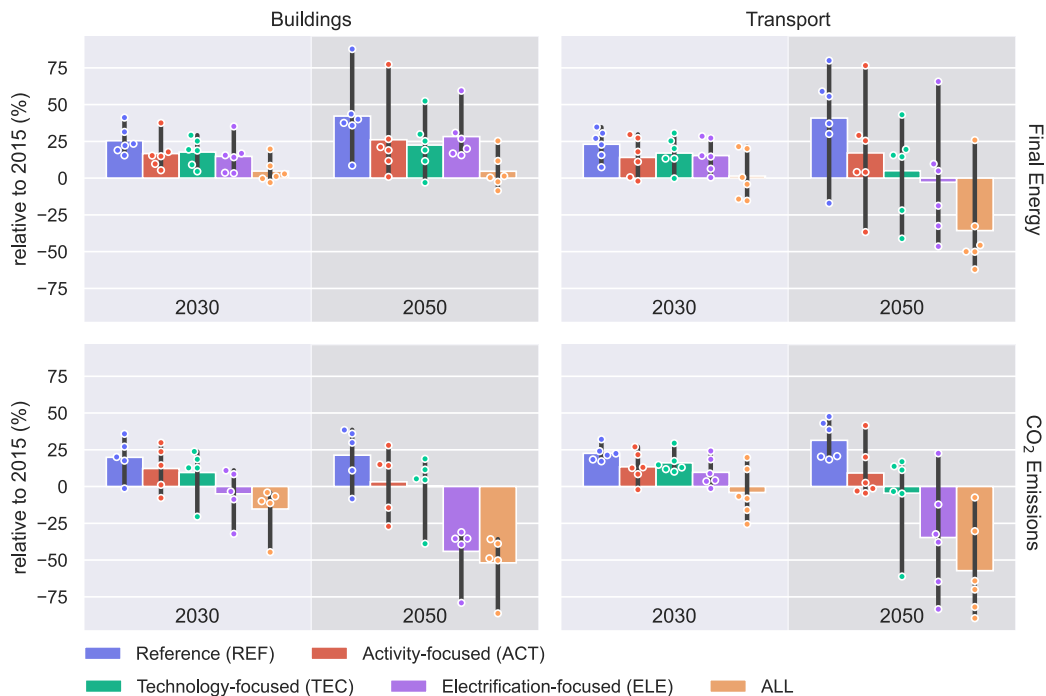 Buildings
Transport
relative to 2015 (%)
75
50
25
0
−25
−50
−75
2030
2050
2030
2050
Final Energy
relative to 2015 (%)
75
50
25
0
−25
−50
−75
2030
2050
2030
2050
CO₂ Emissions
Reference (REF)
Activity-focused (ACT)
Technology-focused (TEC)
Electrification-focused (ELE)
ALL